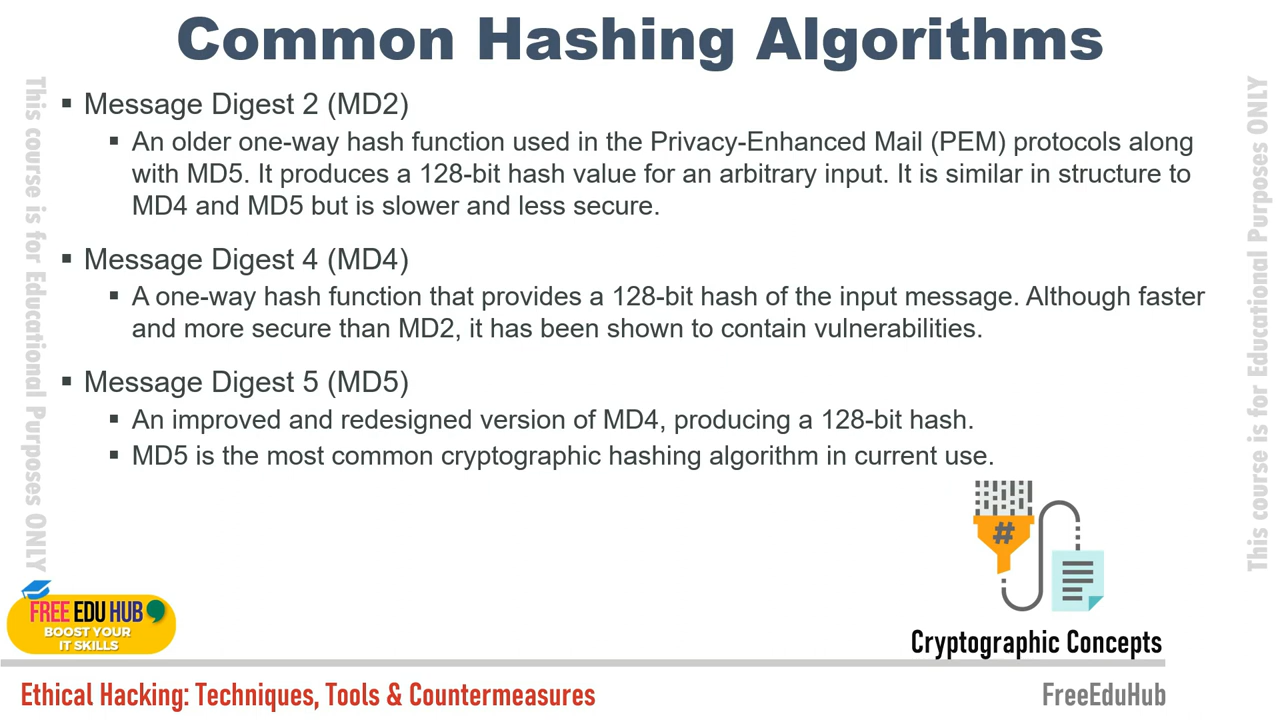 Common Hashing Algorithms
▪ Message Digest 2 (MD2)
▪ An older one-way hash function used in the Privacy-Enhanced Mail (PEM) protocols along
with MD5. It produces a 128-bit hash value for an arbitrary input. It is similar in structure to
MD4 and MD5 but is slower and less secure.
▪ Message Digest 4 (MD4)
▪ A one-way hash function that provides a 128-bit hash of the input message. Although faster
and more secure than MD2, it has been shown to contain vulnerabilities.
▪ Message Digest 5 (MD5)
▪ An improved and redesigned version of MD4, producing a 128-bit hash.
▪ MD5 is the most common cryptographic hashing algorithm in current use.
This course is for Educational Purposes ONLY
This course is for Educational Purposes ONLY
#
FREE EDU HUB
BOOST YOUR
IT SKILLS
Cryptographic Concepts
Ethical Hacking: Techniques, Tools & Countermeasures
FreeEduHub